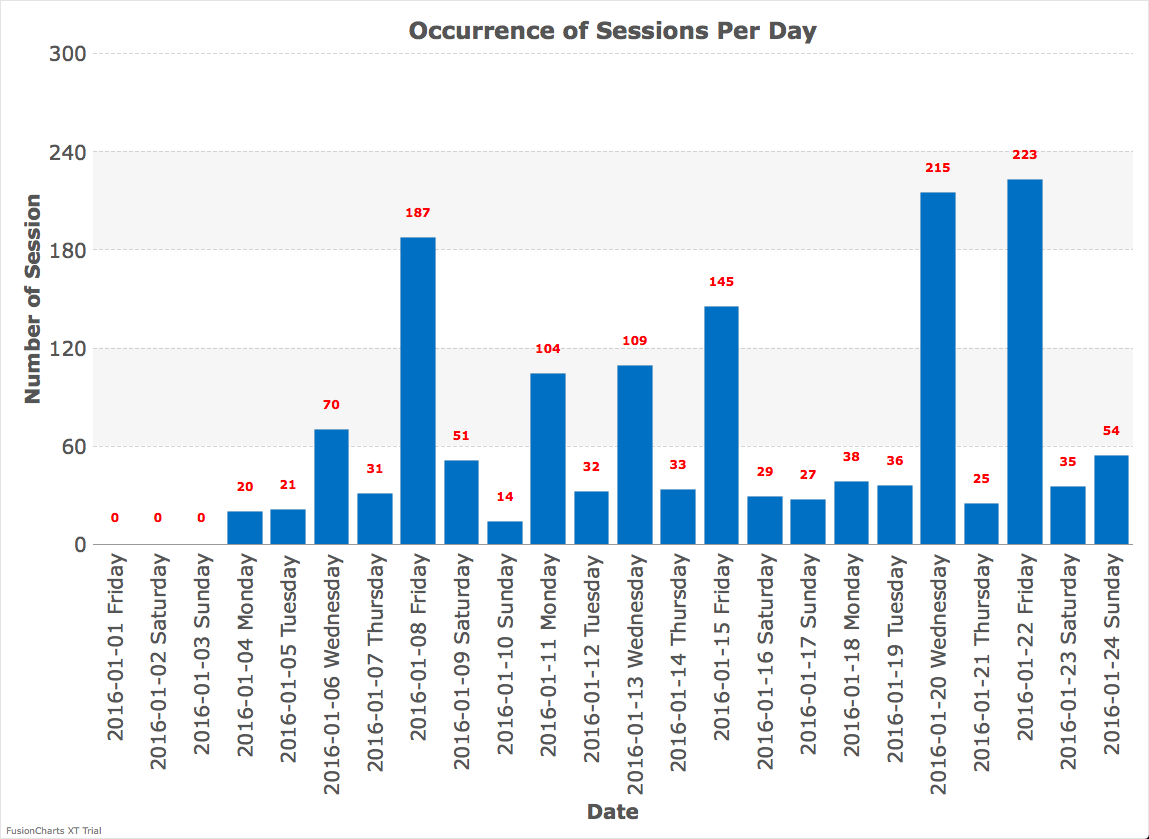 Occurrence of Sessions Per Day
Number of Session
300
240
180
120
60
0
0
0
0
20
21
70
31
187
51
14
104
32
109
33
145
29
27
38
36
215
25
223
35
54
2016-01-01 Friday
2016-01-02 Saturday
2016-01-03 Sunday
2016-01-04 Monday
2016-01-05 Tuesday
2016-01-06 Wednesday
2016-01-07 Thursday
2016-01-08 Friday
2016-01-09 Saturday
2016-01-10 Sunday
2016-01-11 Monday
2016-01-12 Tuesday
2016-01-13 Wednesday
2016-01-14 Thursday
2016-01-15 Friday
2016-01-16 Saturday
2016-01-17 Sunday
2016-01-18 Monday
2016-01-19 Tuesday
2016-01-20 Wednesday
2016-01-21 Thursday
2016-01-22 Friday
2016-01-23 Saturday
2016-01-24 Sunday
Date
FusionCharts XT Trial